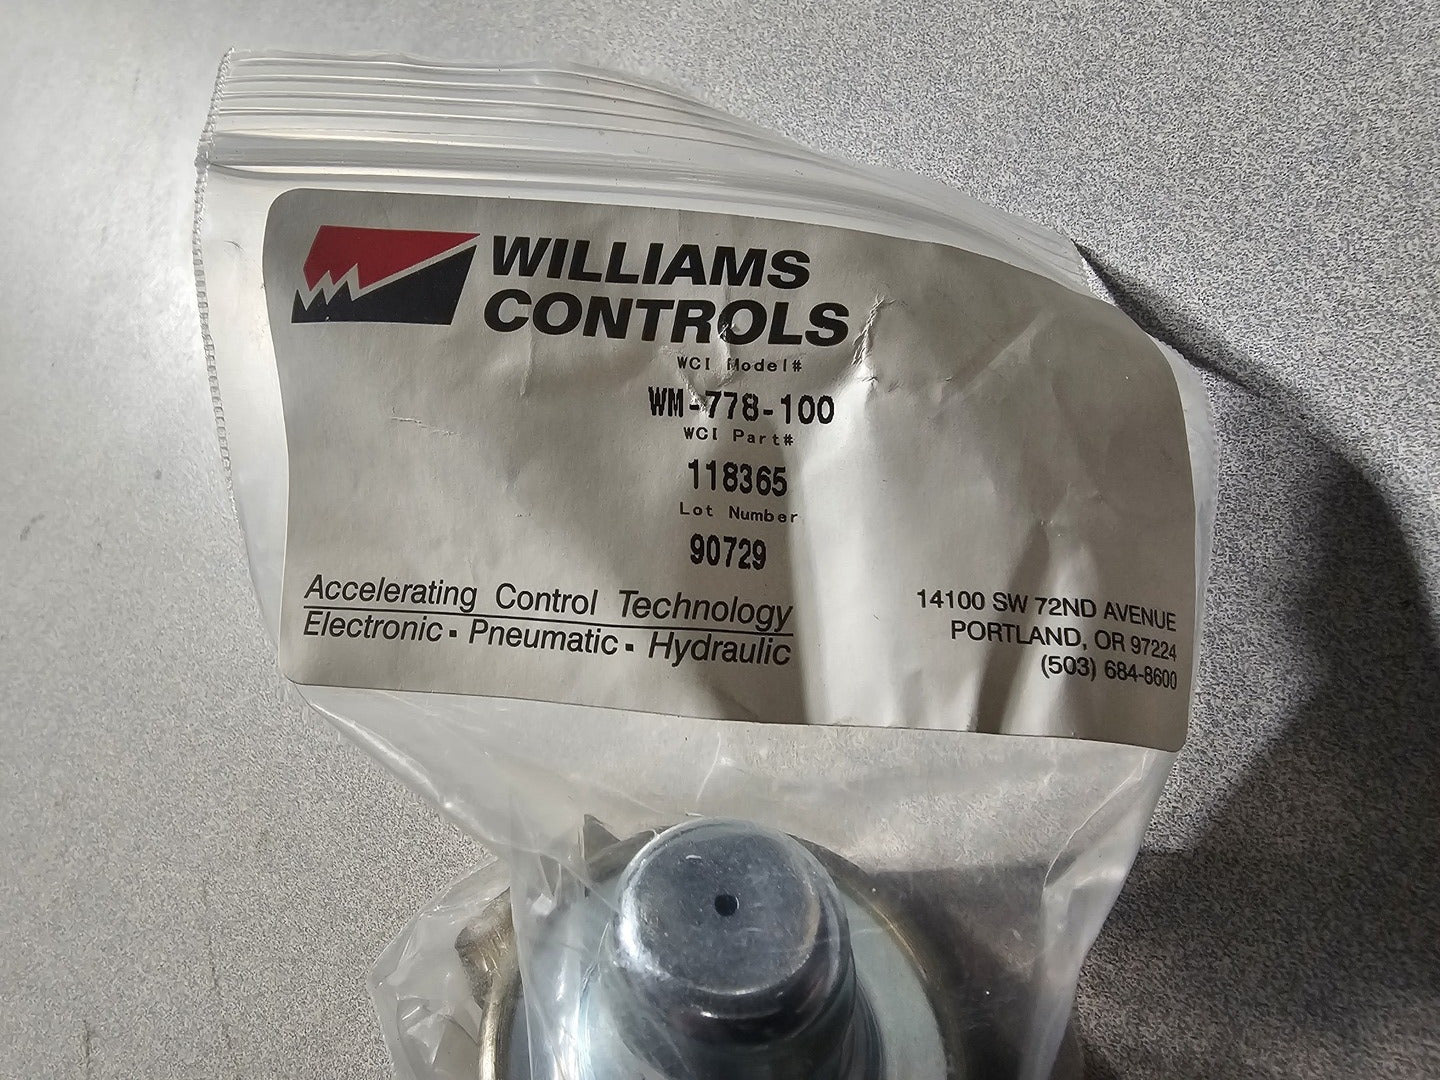 WILLIAMS
CONTROLS
WCI Model#
WM-778-100
WCI Part#
118365
Lot Number
90729
Accelerating Control Technology
Electronic ▪ Pneumatic ▪ Hydraulic
14100 SW 72ND AVENUE
PORTLAND, OR 97224
(503) 684-8600